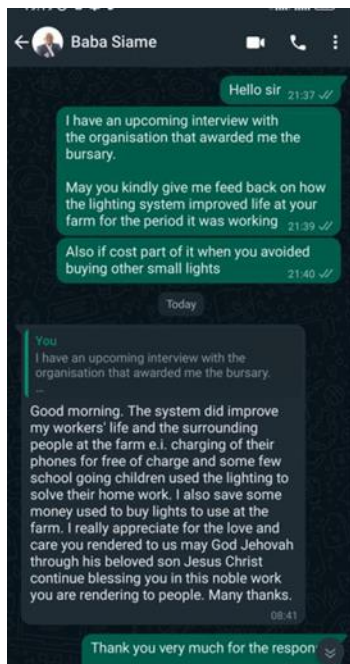 Baba Siame
Hello sir 21:37
I have an upcoming interview with
the organisation that awarded me the
bursary.
May you kindly give me feed back on how
the lighting system improved life at your
farm for the period it was working 21:39
Also if cost part of it when you avoided
buying other small lights 21:40
Today
You
I have an upcoming interview with the
organisation that awarded me the bursary.
...
Good morning. The system did improve
my workers' life and the surrounding
people at the farm e.i. charging of their
phones for free of charge and some few
school going children used the lighting to
solve their home work. I also save some
money used to buy lights to use at the
farm. I really appreciate for the love and
care you rendered to us may God Jehovah
through his beloved son Jesus Christ
continue blessing you in this noble work
you are rendering to people. Many thanks.
08:41
Thank you very much for the respon